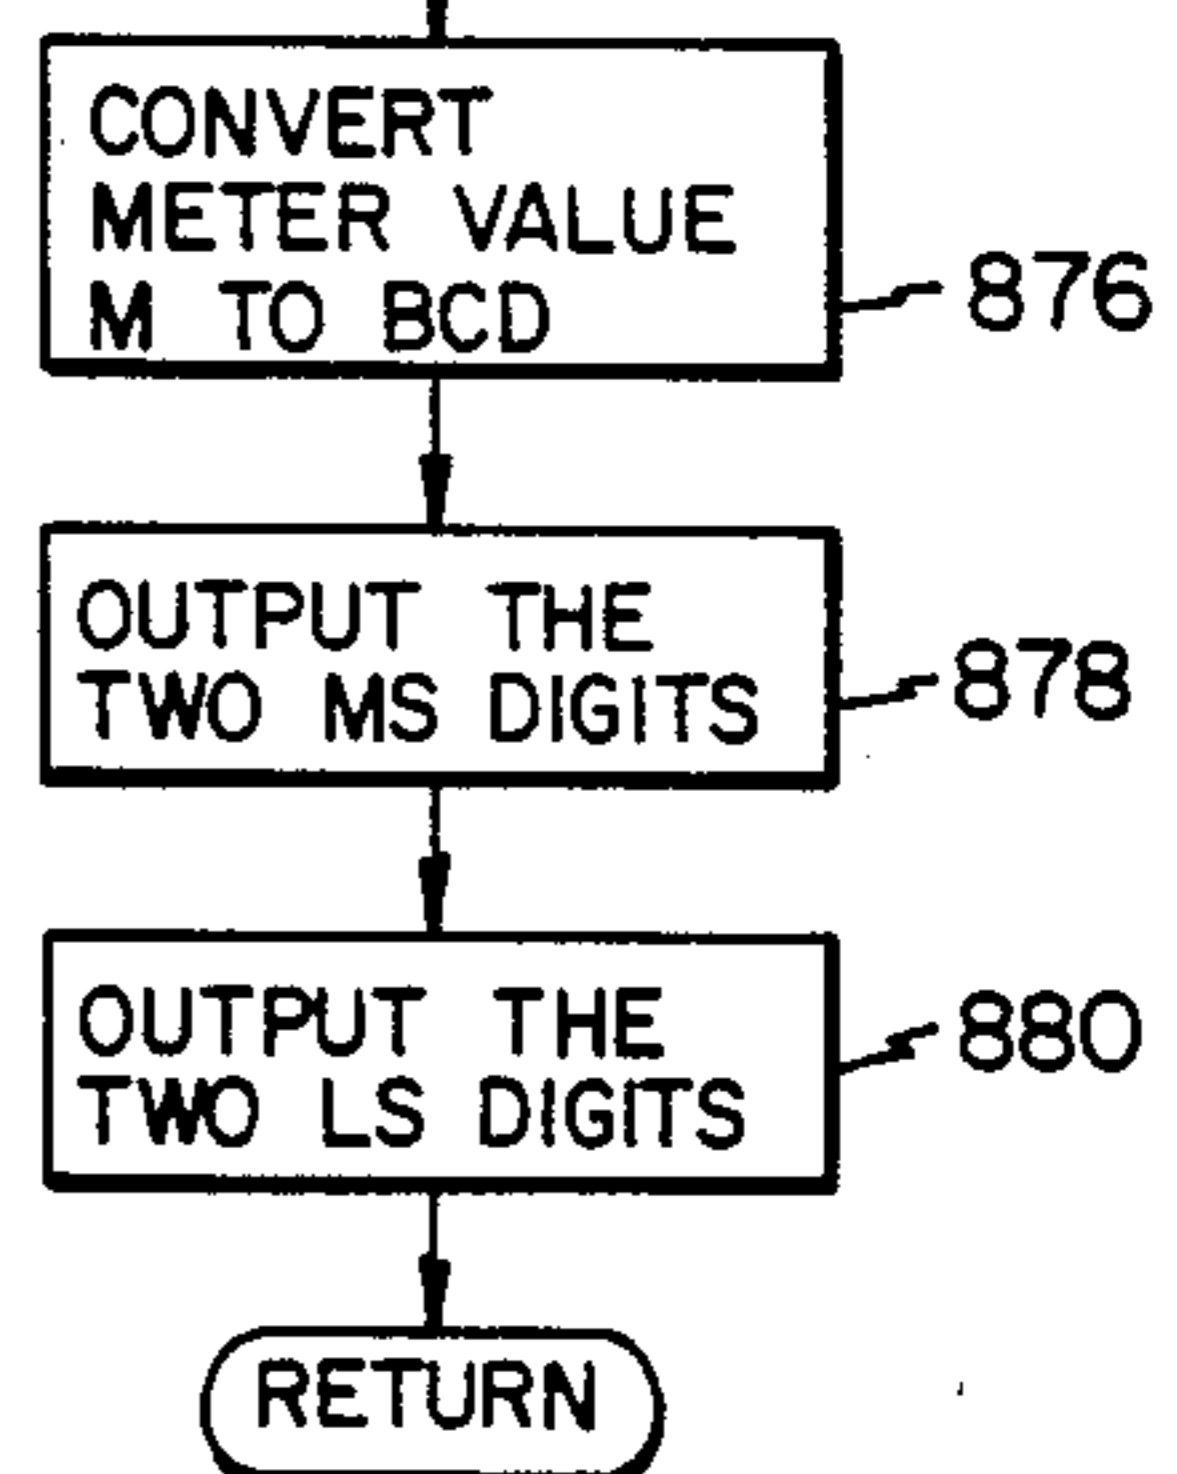 CONVERT
METER VALUE
M TO BCD
876
OUTPUT THE
TWO MS DIGITS
878
OUTPUT THE
TWO LS DIGITS
880
RETURN